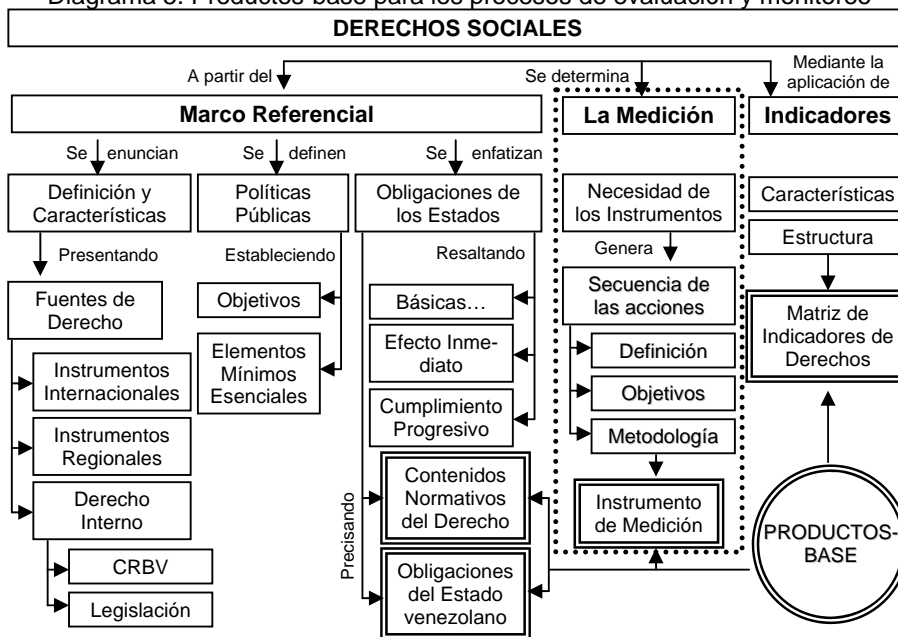 Diagrama 3. Productos base para los procesos de evaluación y monitoreo
DERECHOS SOCIALES
A partir del
Se determina
Mediante la
aplicación de
Marco Referencial
La Medición
Indicadores
Se enuncian
Se definen
Se enfatizan
Definición y
Características
Políticas
Públicas
Obligaciones de
los Estados
Necesidad de
los Instrumentos
Características
Estructura
Presentando
Estableciendo
Resaltando
Genera
Fuentes de
Derecho
Objetivos
Básicas…
Secuencia de
las acciones
Matriz de
Indicadores de
Derechos
Elementos
Mínimos
Esenciales
Efecto Inme-
diato
Definición
Objetivos
Instrumentos
Internacionales
Cumplimiento
Progresivo
Metodología
Instrumentos
Regionales
Precisando
Contenidos
Normativos
del Derecho
Instrumento
de Medición
Derecho
Interno
PRODUCTOS-
BASE
CRBV
Legislación
Obligaciones
del Estado
venezolano